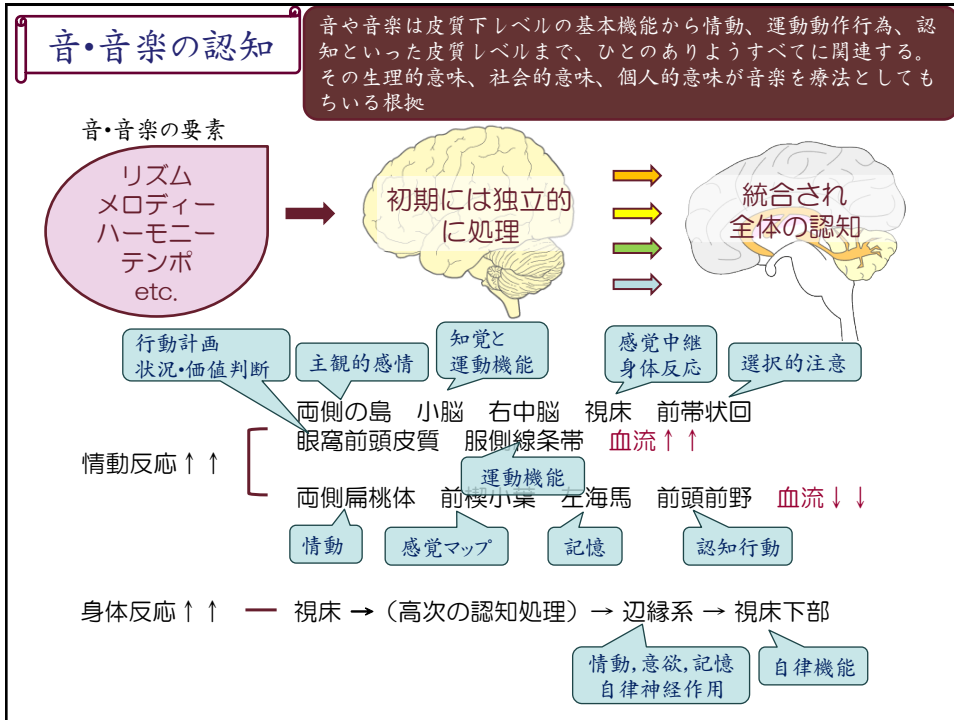 音・音楽の認知
音や音楽は皮質下レベルの基本機能から情動、運動動作行為、認
知といった皮質レベルまで、ひとのありようすべてに関連する。
その生理的意味、社会的意味、個人的意味が音楽を療法としても
ちいる根拠
音・音楽の要素
リズム
メロディー
ハーモニー
テンポ
etc.
初期には独立的
に処理
統合され
全体の認知
行動計画
状況・価値判断
主観的感情
知覚と
運動機能
感覚中継
身体反応
選択的注意
両側の島 小脳 右中脳 視床 前帯状回
眼窩前頭皮質 服側線条帯 血流↑↑
情動反応↑↑
運動機能
両側扁桃体 前楔小葉 左海馬 前頭前野 血流↓↓
情動
感覚マップ
記憶
認知行動
身体反応↑↑ ― 視床 →（高次の認知処理）→ 辺縁系 → 視床下部
情動,意欲,記憶
自律神経作用
自律機能